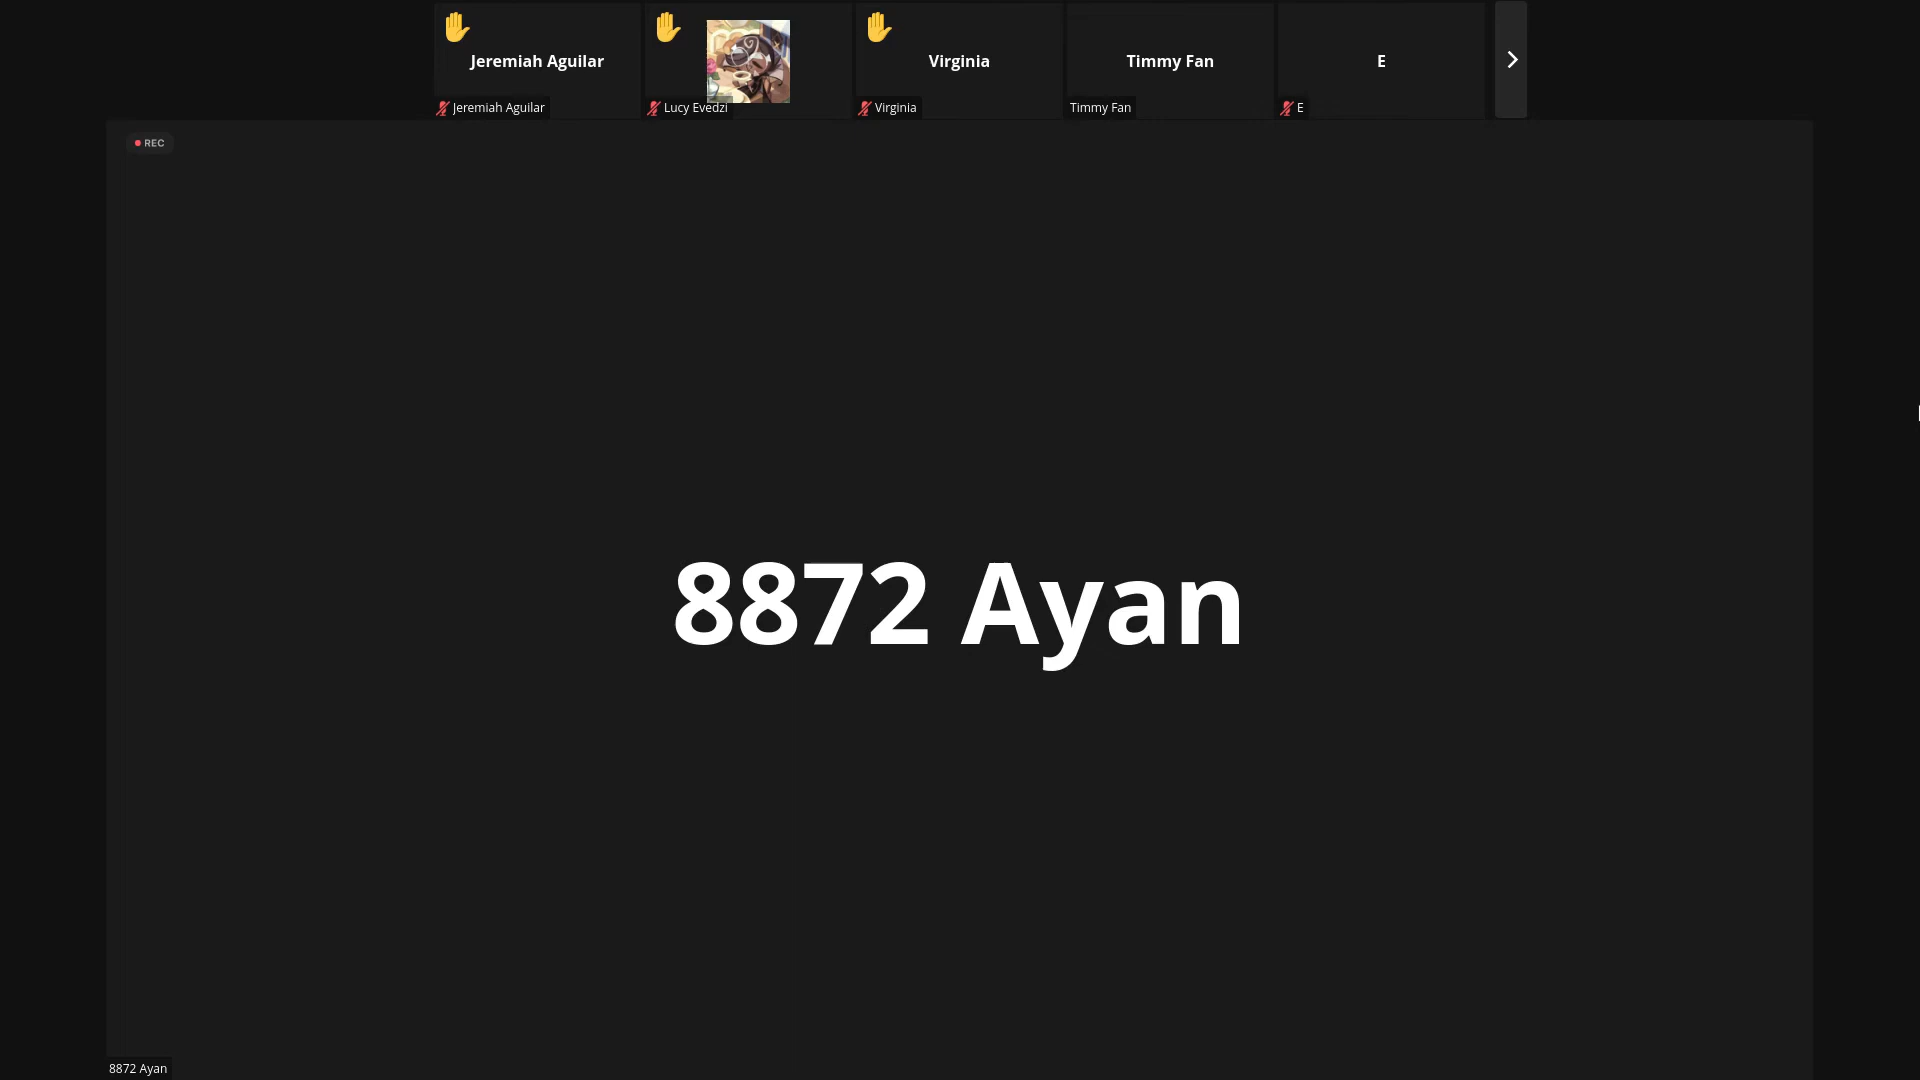 Jeremiah Aguilar
Virginia
Timmy Fan
E
Jeremiah Aguilar
Lucy Evedzi
Virginia
Timmy Fan
E
REC
8872 Ayan
8872 Ayan